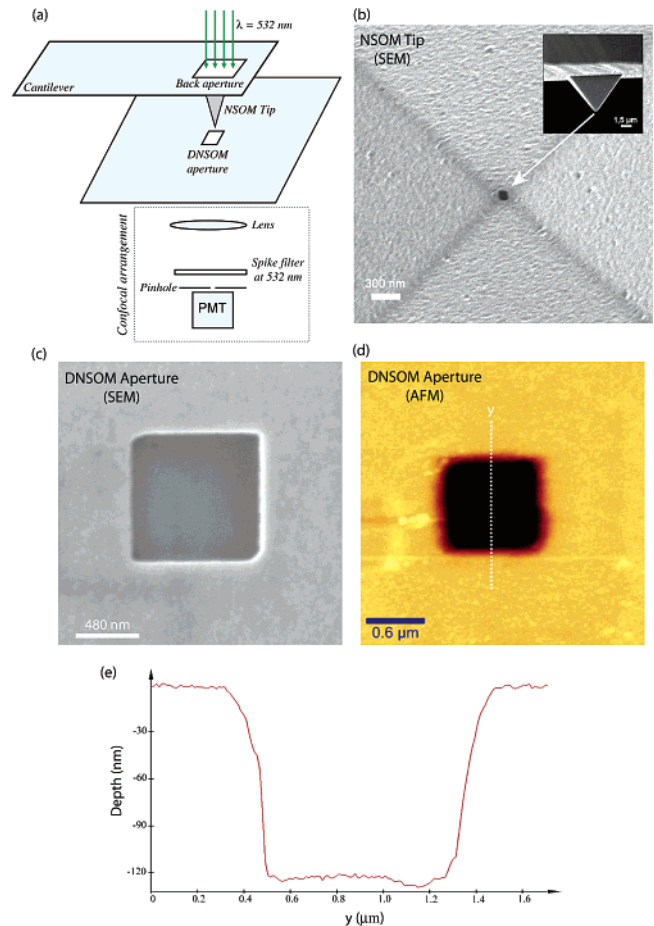 (a)
λ = 532 nm
Cantilever
Back aperture
NSOM Tip
DNSOM
aperture
Confocal arrangement
Lens
Spike filter
at 532 nm
Pinhole
PMT
(b)
NSOM Tip
(SEM)
1,5 µm
300 nm
(c)
DNSOM Aperture
(SEM)
480 nm
(d)
DNSOM Aperture
(AFM)
y
0.6 µm
(e)
Depth (nm)
-30
-60
-90
-120
0
0.2
0.4
0.6
0.8
1.0
1.2
1.4
1.6
y (µm)